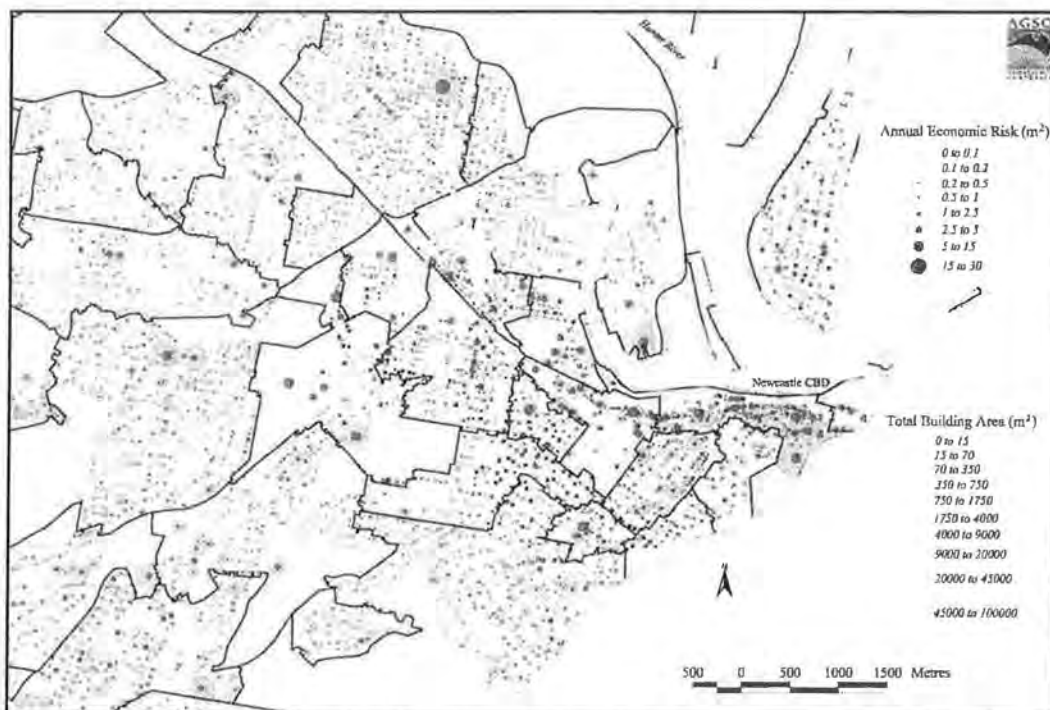 Hunter River
AGSO
Annual Economic Risk (m²)
0 to 0.1
0.1 to 0.2
0.2 to 0.5
0.5 to 1
1 to 2.5
2.5 to 5
5 to 15
15 to 30
Newcastle CBD
Total Building Area (m²)
0 to 15
15 to 70
70 to 350
350 to 750
750 to 1750
1750 to 4000
4000 to 9000
9000 to 20000
20000 to 45000
45000 to 100000
N
500 0 500 1000 1500 Metres